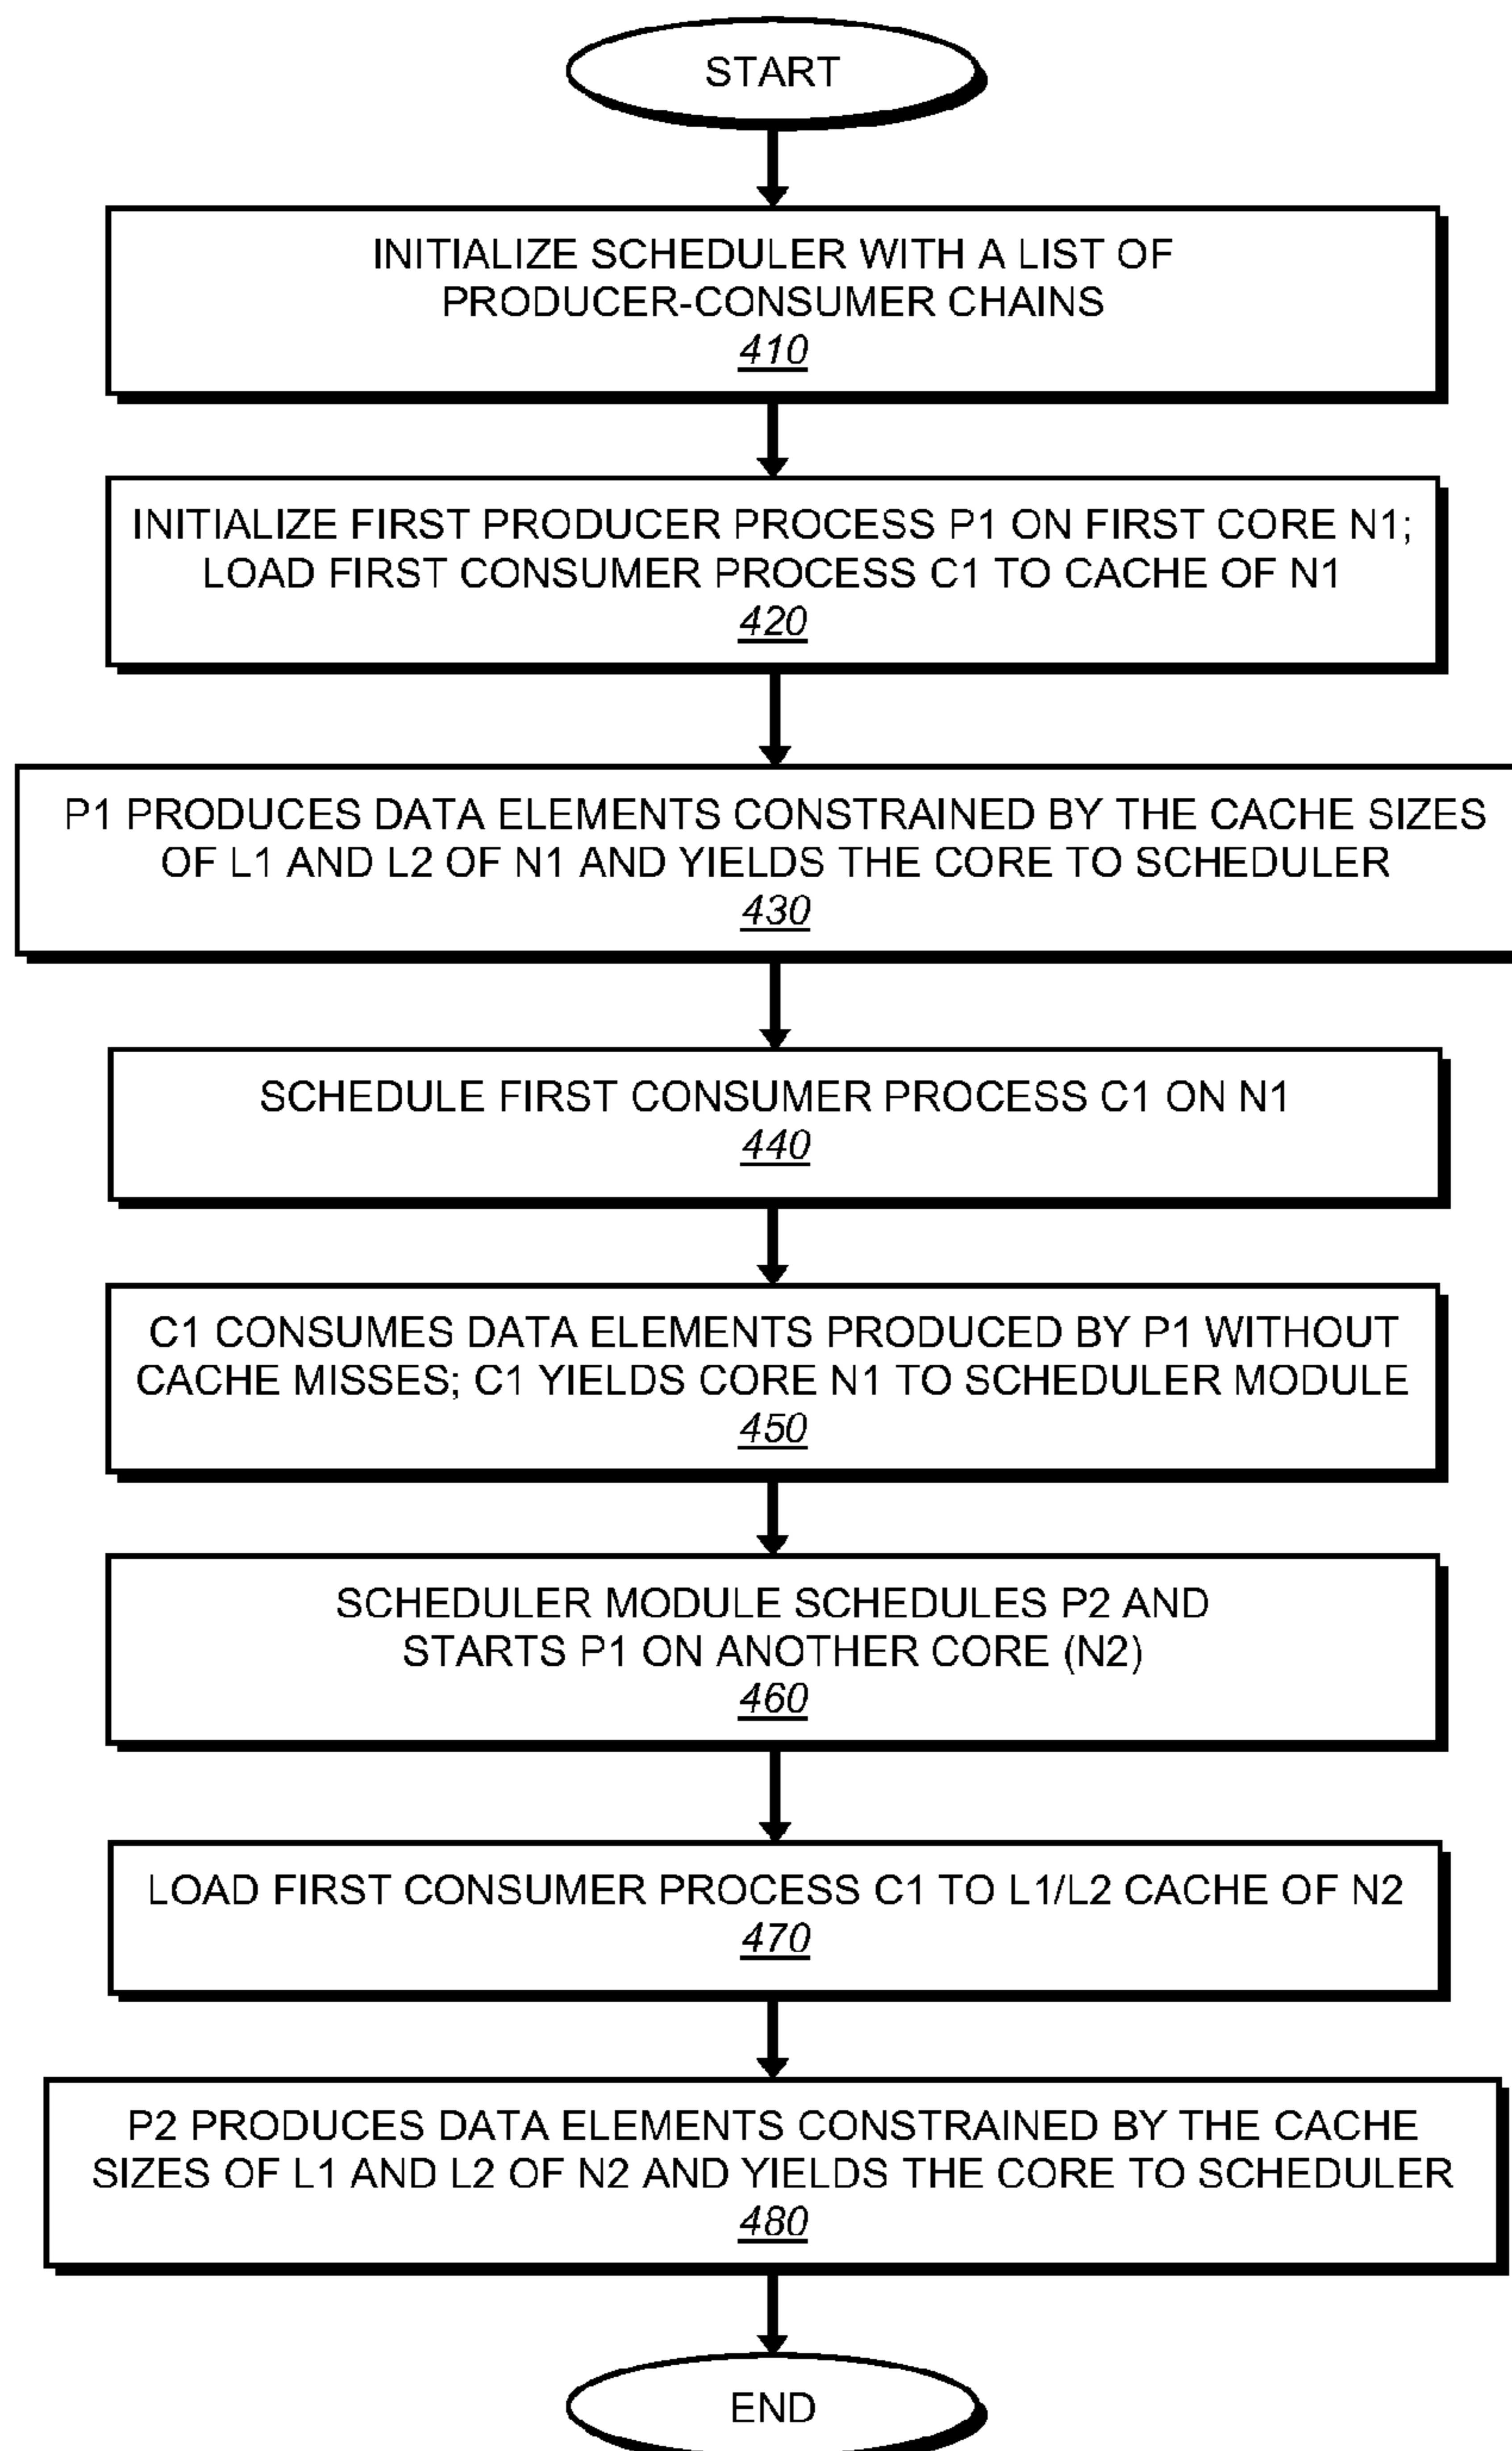 START
INITIALIZE SCHEDULER WITH A LIST OF
PRODUCER-CONSUMER CHAINS
410
INITIALIZE FIRST PRODUCER PROCESS P1 ON FIRST CORE N1;
LOAD FIRST CONSUMER PROCESS C1 TO CACHE OF N1
420
P1 PRODUCES DATA ELEMENTS CONSTRAINED BY THE CACHE SIZES
OF L1 AND L2 OF N1 AND YIELDS THE CORE TO SCHEDULER
430
SCHEDULE FIRST CONSUMER PROCESS C1 ON N1
440
C1 CONSUMES DATA ELEMENTS PRODUCED BY P1 WITHOUT
CACHE MISSES; C1 YIELDS CORE N1 TO SCHEDULER MODULE
450
SCHEDULER MODULE SCHEDULES P2 AND
STARTS P1 ON ANOTHER CORE (N2)
460
LOAD FIRST CONSUMER PROCESS C1 TO L1/L2 CACHE OF N2
470
P2 PRODUCES DATA ELEMENTS CONSTRAINED BY THE CACHE
SIZES OF L1 AND L2 OF N2 AND YIELDS THE CORE TO SCHEDULER
480
END